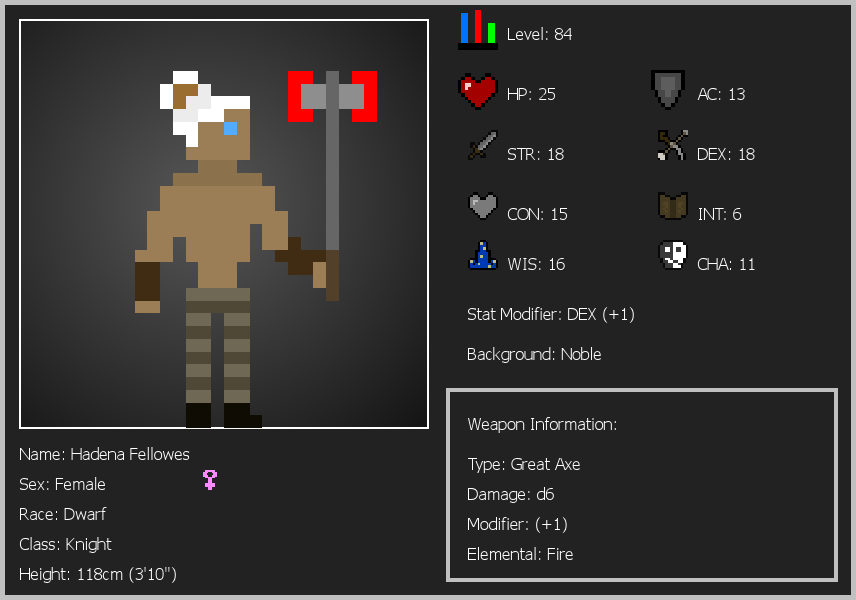 Level: 84
HP: 25
AC: 13
STR: 18
DEX: 18
CON: 15
INT: 6
WIS: 16
CHA: 11
Stat Modifier: DEX (+1)
Background: Noble
Weapon Information:
Type: Great Axe
Damage: d6
Modifier: (+1)
Elemental: Fire
Name: Hadena Fellowes
Sex: Female
Race: Dwarf
Class: Knight
Height: 118cm (3'10")